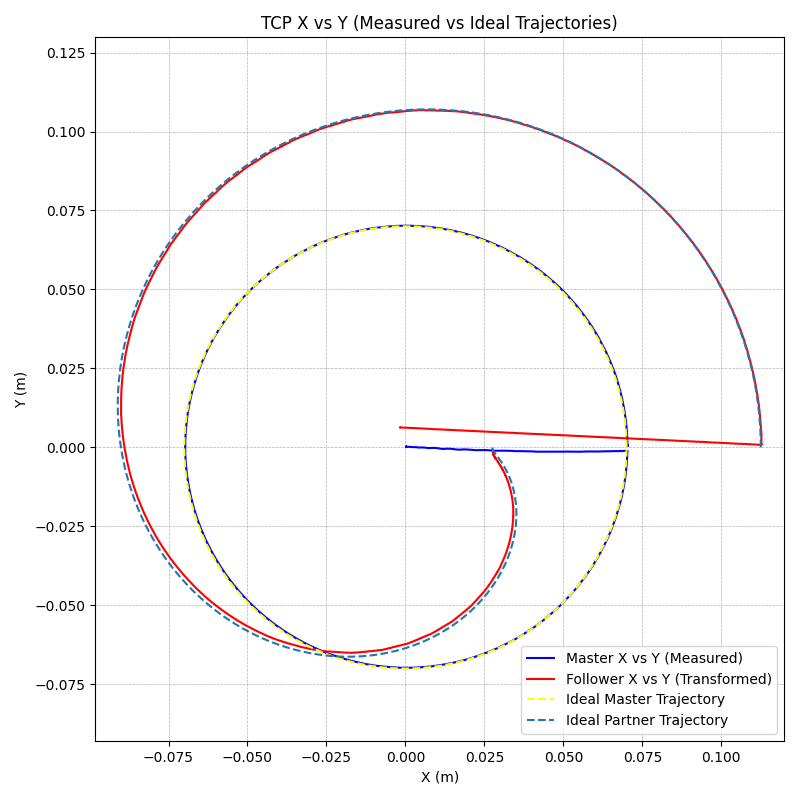 TCP X vs Y (Measured vs Ideal Trajectories)
0.125
0.100
0.075
0.050
0.025
0.000
−0.025
−0.050
−0.075
Y (m)
Master X vs Y (Measured)
Follower X vs Y (Transformed)
Ideal Master Trajectory
Ideal Partner Trajectory
−0.075 −0.050 −0.025 0.000 0.025 0.050 0.075 0.100
X (m)